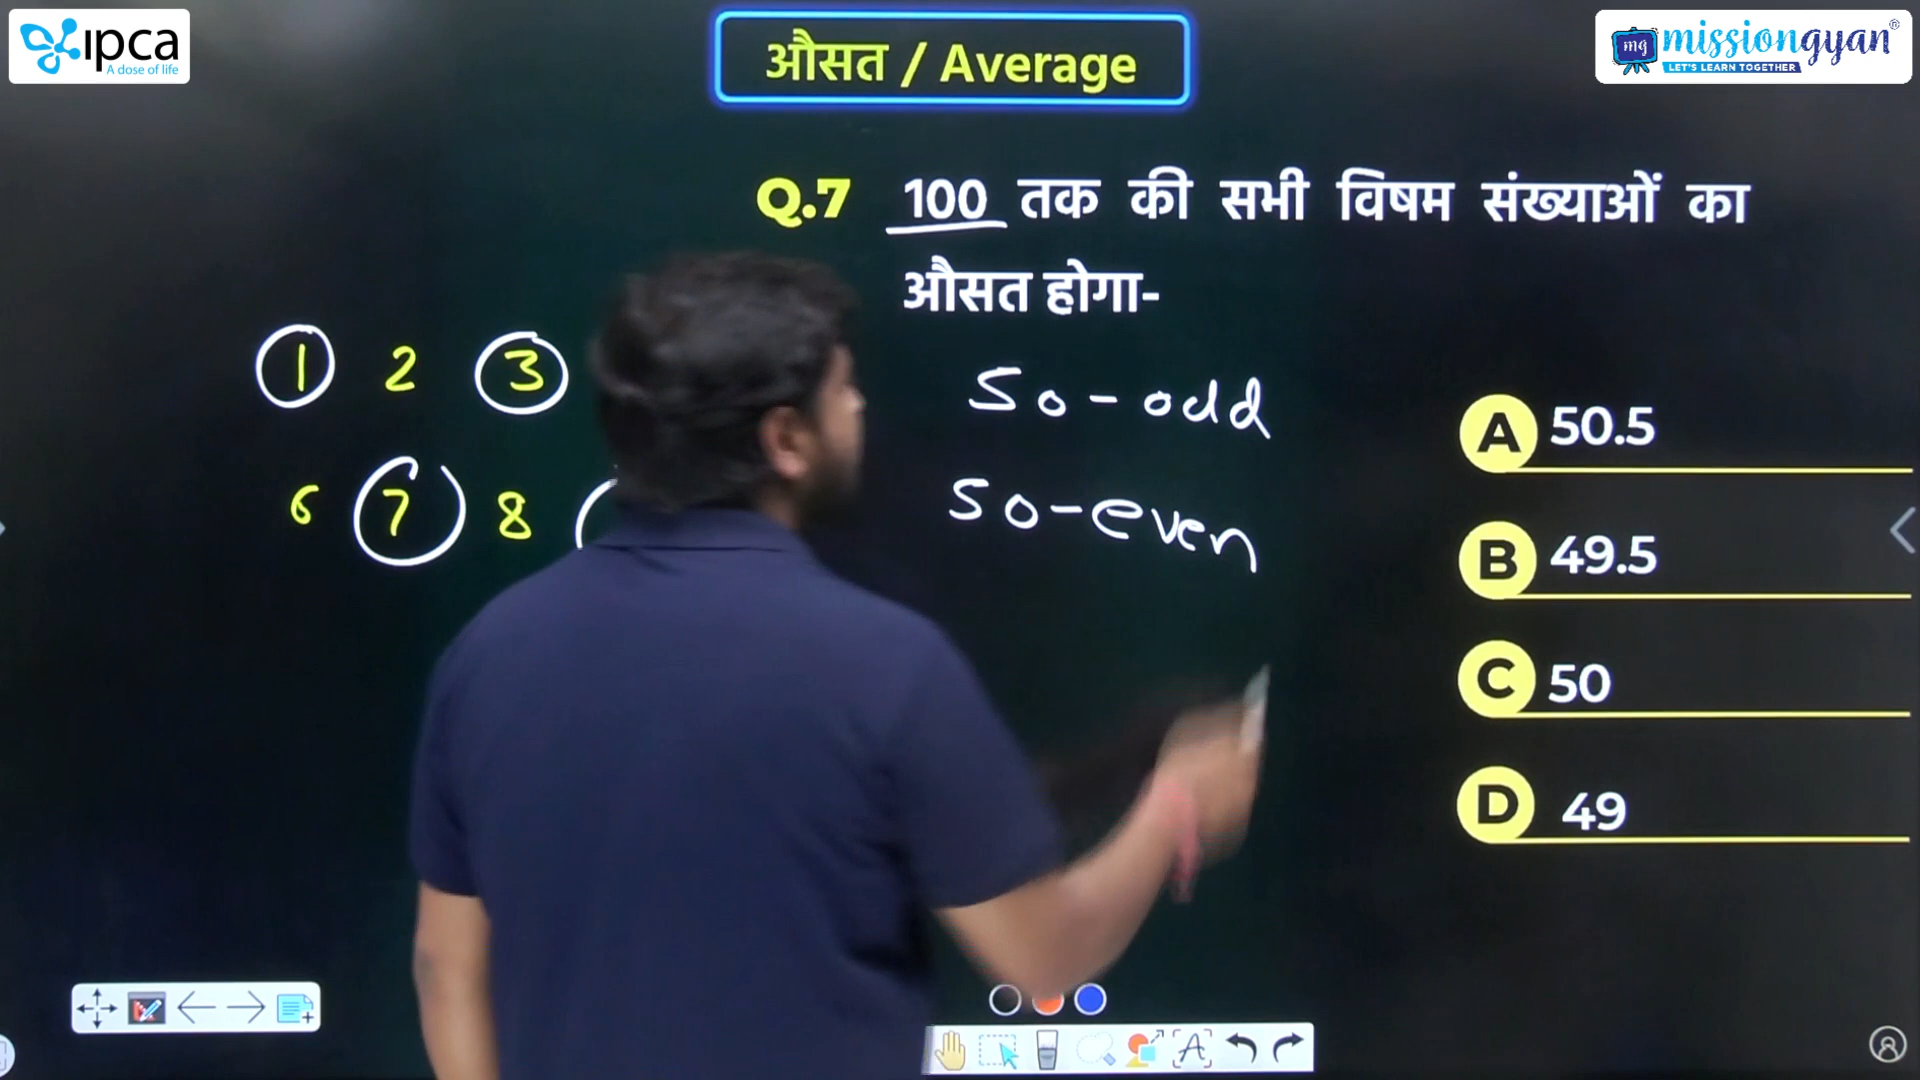 ipca
A dose of life
औसत / Average
missiongyan®
mg
LET'S LEARN TOGETHER
Q.7 100 तक की सभी विषम संख्याओं का
औसत होगा-
1 2 3
6 7 8
50-odd
50-even
A 50.5
B 49.5
C 50
D 49